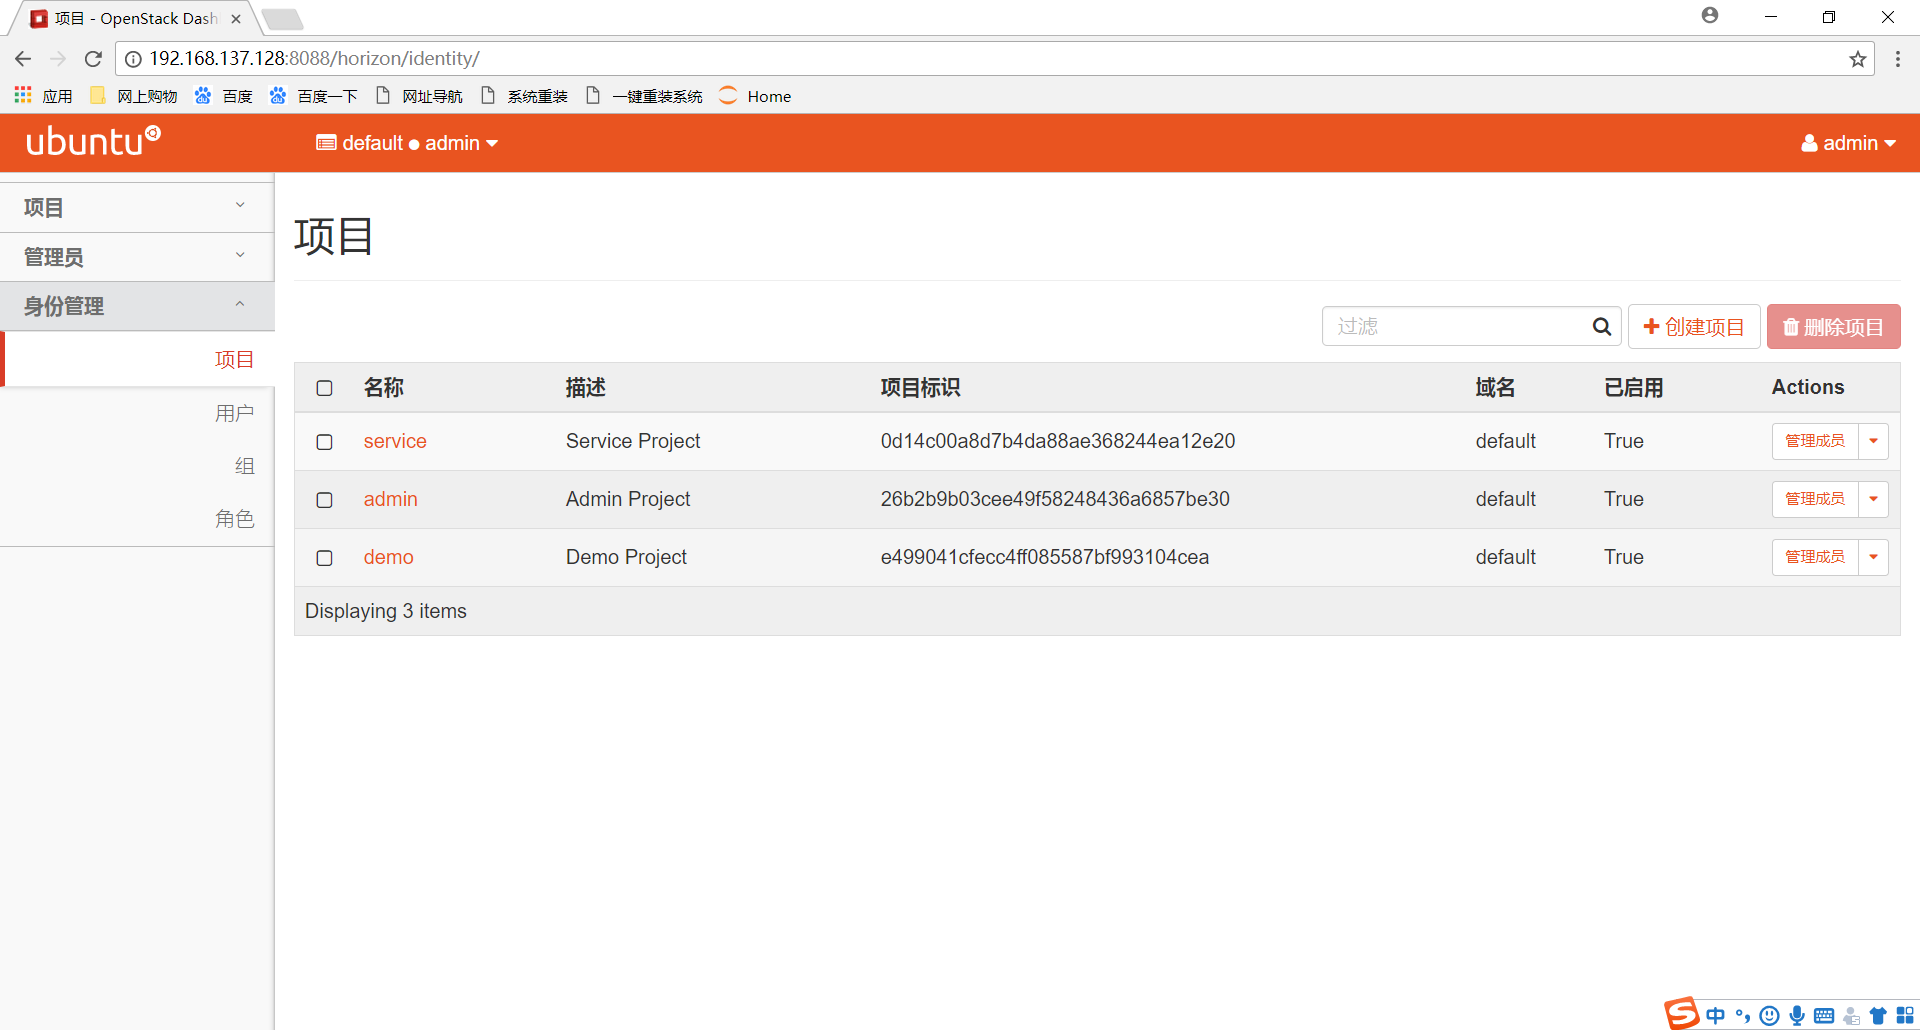 项目 - OpenStack Dash
192.168.137.128:8088/horizon/identity/
应用 网上购物 百度 百度一下 网址导航 系统重装 一键重装系统 Home
ubuntu default ● admin admin
项目
管理员
身份管理
项目
用户
组
角色
项目
过滤 创建项目 删除项目
名称 描述 项目标识 域名 已启用 Actions
service Service Project 0d14c00a8d7b4da88ae368244ea12e20 default True 管理成员
admin Admin Project 26b2b9b03cee49f58248436a6857be30 default True 管理成员
demo Demo Project e499041cfecc4ff085587bf993104cea default True 管理成员
Displaying 3 items
中